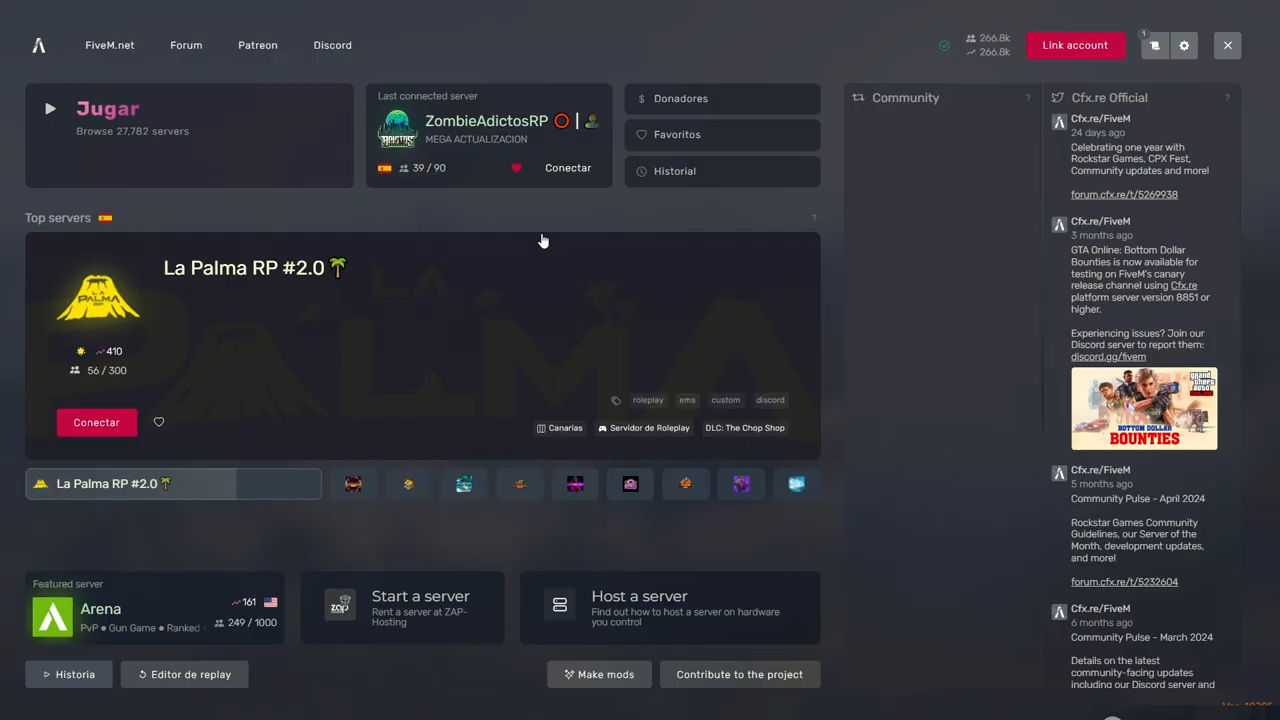 FiveM.net
Forum
Patreon
Discord
266.8k
266.8k
Link account
1
Jugar
Browse 27,782 servers
Last connected server
ZombieAdictosRP ⭕ |
MEGA ACTUALIZACION
39 / 90
Conectar
Donadores
Favoritos
Historial
Top servers
?
LA PALMA RP
La Palma RP #2.0🌴
410
56 / 300
Conectar
roleplay
ems
custom
discord
Canarias
Servidor de Roleplay
DLC: The Chop Shop
La Palma RP #2.0🌴
Featured server
Arena
161
PvP ● Gun Game ● Ranked
249 / 1000
zap
Start a server
Rent a server at ZAP-
Hosting
Host a server
Find out how to host a server on hardware
you control
Historia
Editor de replay
Make mods
Contribute to the project
Community
?
Cfx.re Official
?
Cfx.re/FiveM
24 days ago
Celebrating one year with
Rockstar Games, CPX Fest,
Community updates and more!
forum.cfx.re/t/5269938
Cfx.re/FiveM
3 months ago
GTA Online: Bottom Dollar
Bounties is now available for
testing on FiveM's canary
release channel using Cfx.re
platform server version 8851 or
higher.
Experiencing issues? Join our
Discord server to report them:
discord.gg/fivem
grand theft auto
BOTTOM DOLLAR
BOUNTIES
Cfx.re/FiveM
5 months ago
Community Pulse - April 2024
Rockstar Games Community
Guidelines, our Server of the
Month, development updates,
and more!
forum.cfx.re/t/5232604
Cfx.re/FiveM
6 months ago
Community Pulse - March 2024
Details on the latest
community-facing updates
including our Discord server and